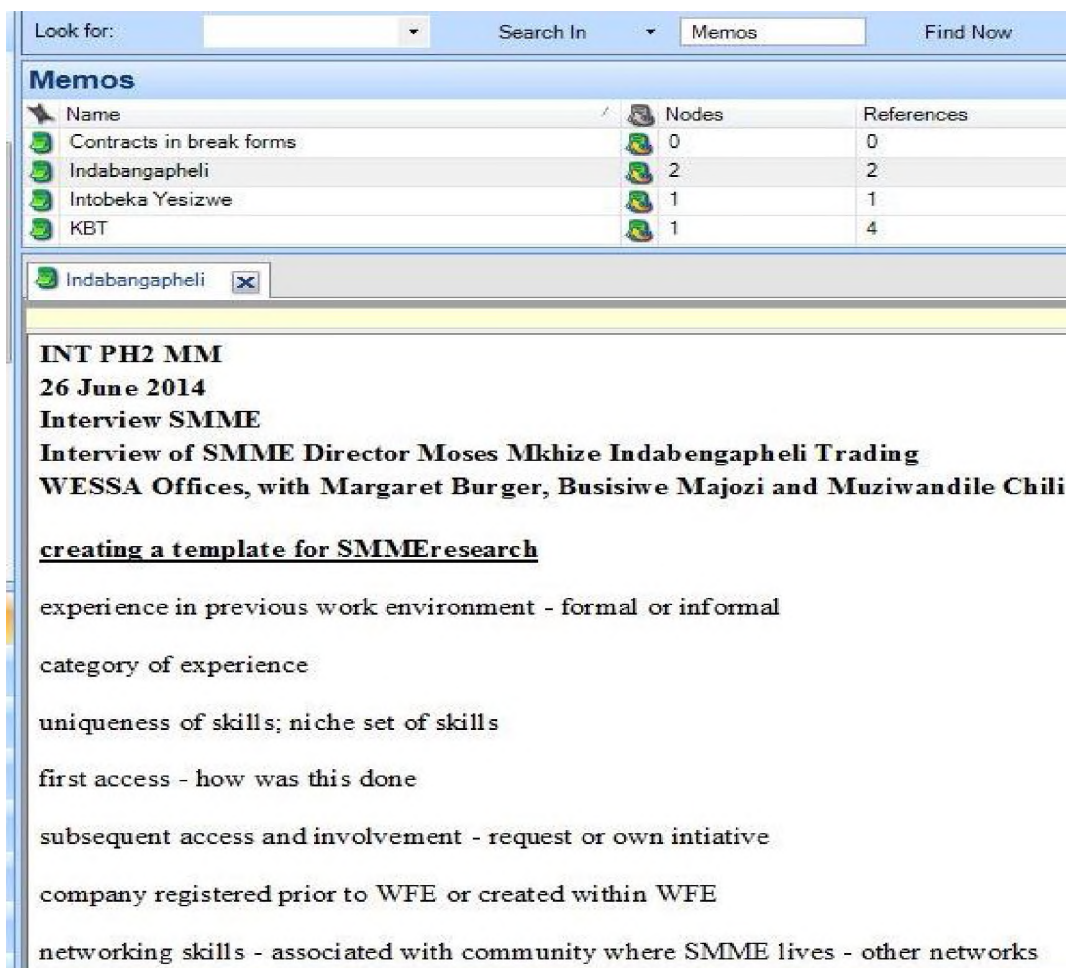 Look for: Search In Memos Find Now
Memos
Name Nodes References
Contracts in break forms 0 0
Indabangapheli 2 2
Intobeka Yesizwe 1 1
KBT 1 4
Indabangapheli
INT PH2 MM
26 June 2014
Interview SMME
Interview of SMME Director Moses Mkhize Indabengapheli Trading
WESSA Offices, with Margaret Burger, Busisiwe Majozi and Muziwandile Chili
creating a template for SMMEresearch
experience in previous work environment - formal or informal
category of experience
uniqueness of skills; niche set of skills
first access - how was this done
subsequent access and involvement - request or own intiative
company registered prior to WFE or created within WFE
networking skills - associated with community where SMME lives - other networks